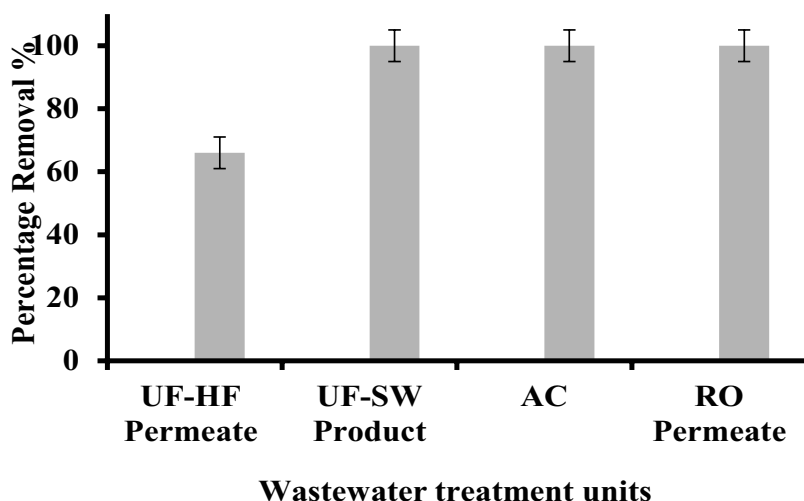 Percentage Removal %
100
80
60
40
20
0
UF-HF
Permeate
UF-SW
Product
AC
RO
Permeate
Wastewater treatment units